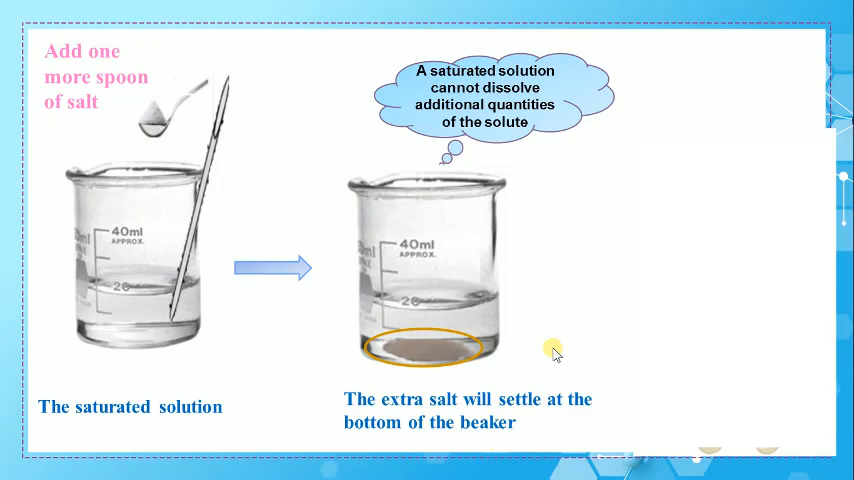 Add one
more spoon
of salt
A saturated solution
cannot dissolve
additional quantities
of the solute
40ml
APPROX.
20
40ml
APPROX.
20
The saturated solution
The extra salt will settle at the
bottom of the beaker